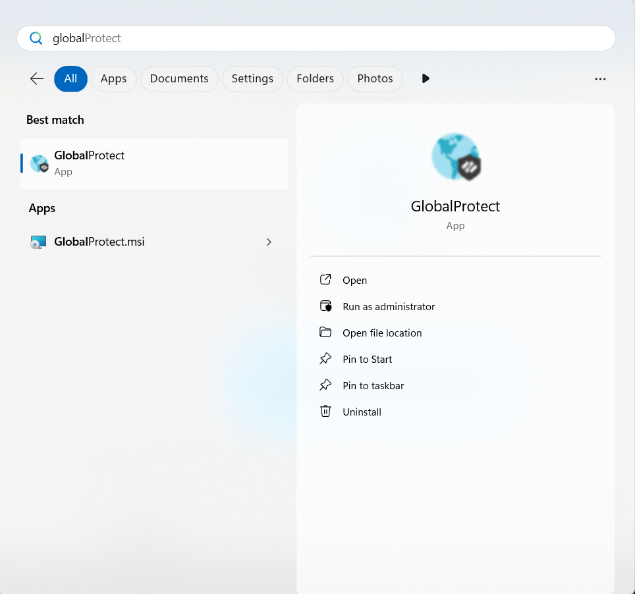 globalProtect
All Apps Documents Settings Folders Photos
Best match
GlobalProtect
App
Apps
GlobalProtect.msi
GlobalProtect
App
Open
Run as administrator
Open file location
Pin to Start
Pin to taskbar
Uninstall